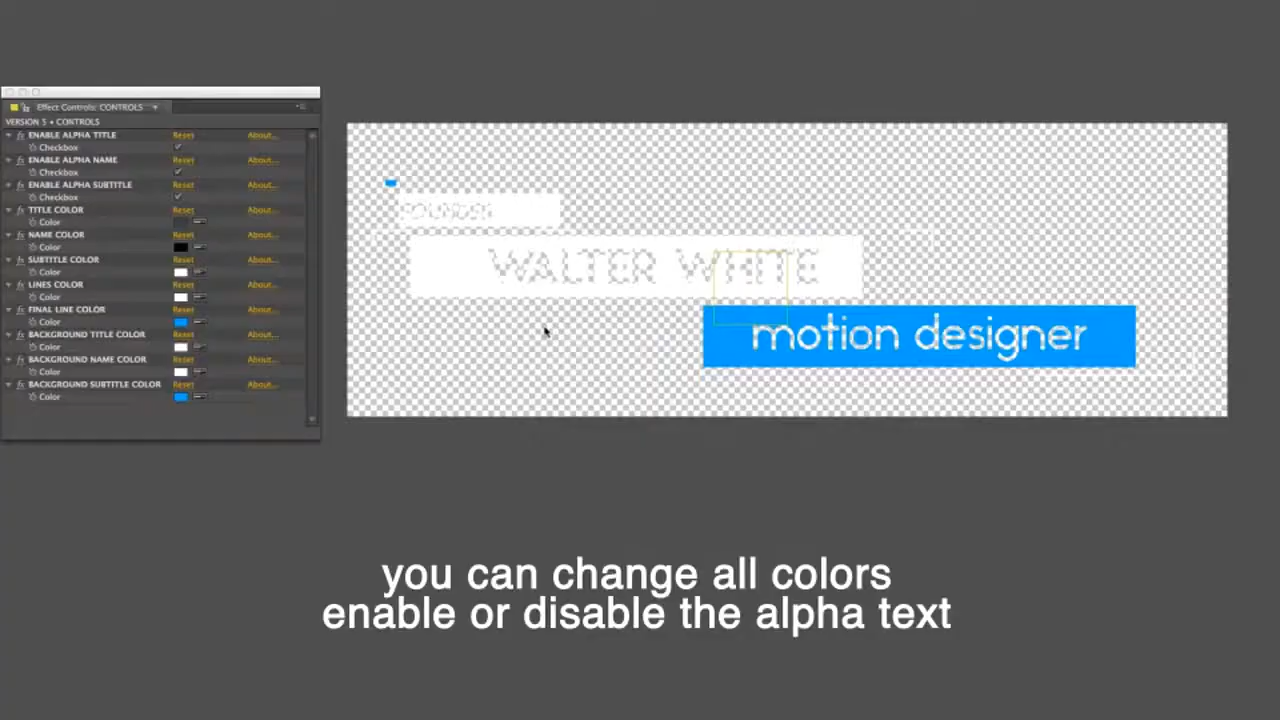 Effect Controls: CONTROLS
VERSION 5 • CONTROLS
ENABLE ALPHA TITLE Reset About...
Checkbox
ENABLE ALPHA NAME Reset About...
Checkbox
ENABLE ALPHA SUBTITLE Reset About...
Checkbox
TITLE COLOR Reset About...
Color
NAME COLOR Reset About...
Color
SUBTITLE COLOR Reset About...
Color
LINES COLOR Reset About...
Color
FINAL LINE COLOR Reset About...
Color
BACKGROUND TITLE COLOR Reset About...
Color
BACKGROUND NAME COLOR Reset About...
Color
BACKGROUND SUBTITLE COLOR Reset About...
Color
FOUNDER
WALTER WHITE
motion designer
you can change all colors
enable or disable the alpha text